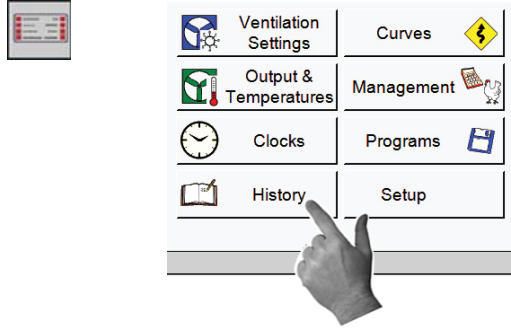 Ventilation
Settings
Curves
Output &
Temperatures
Management
Clocks
Programs
History
Setup